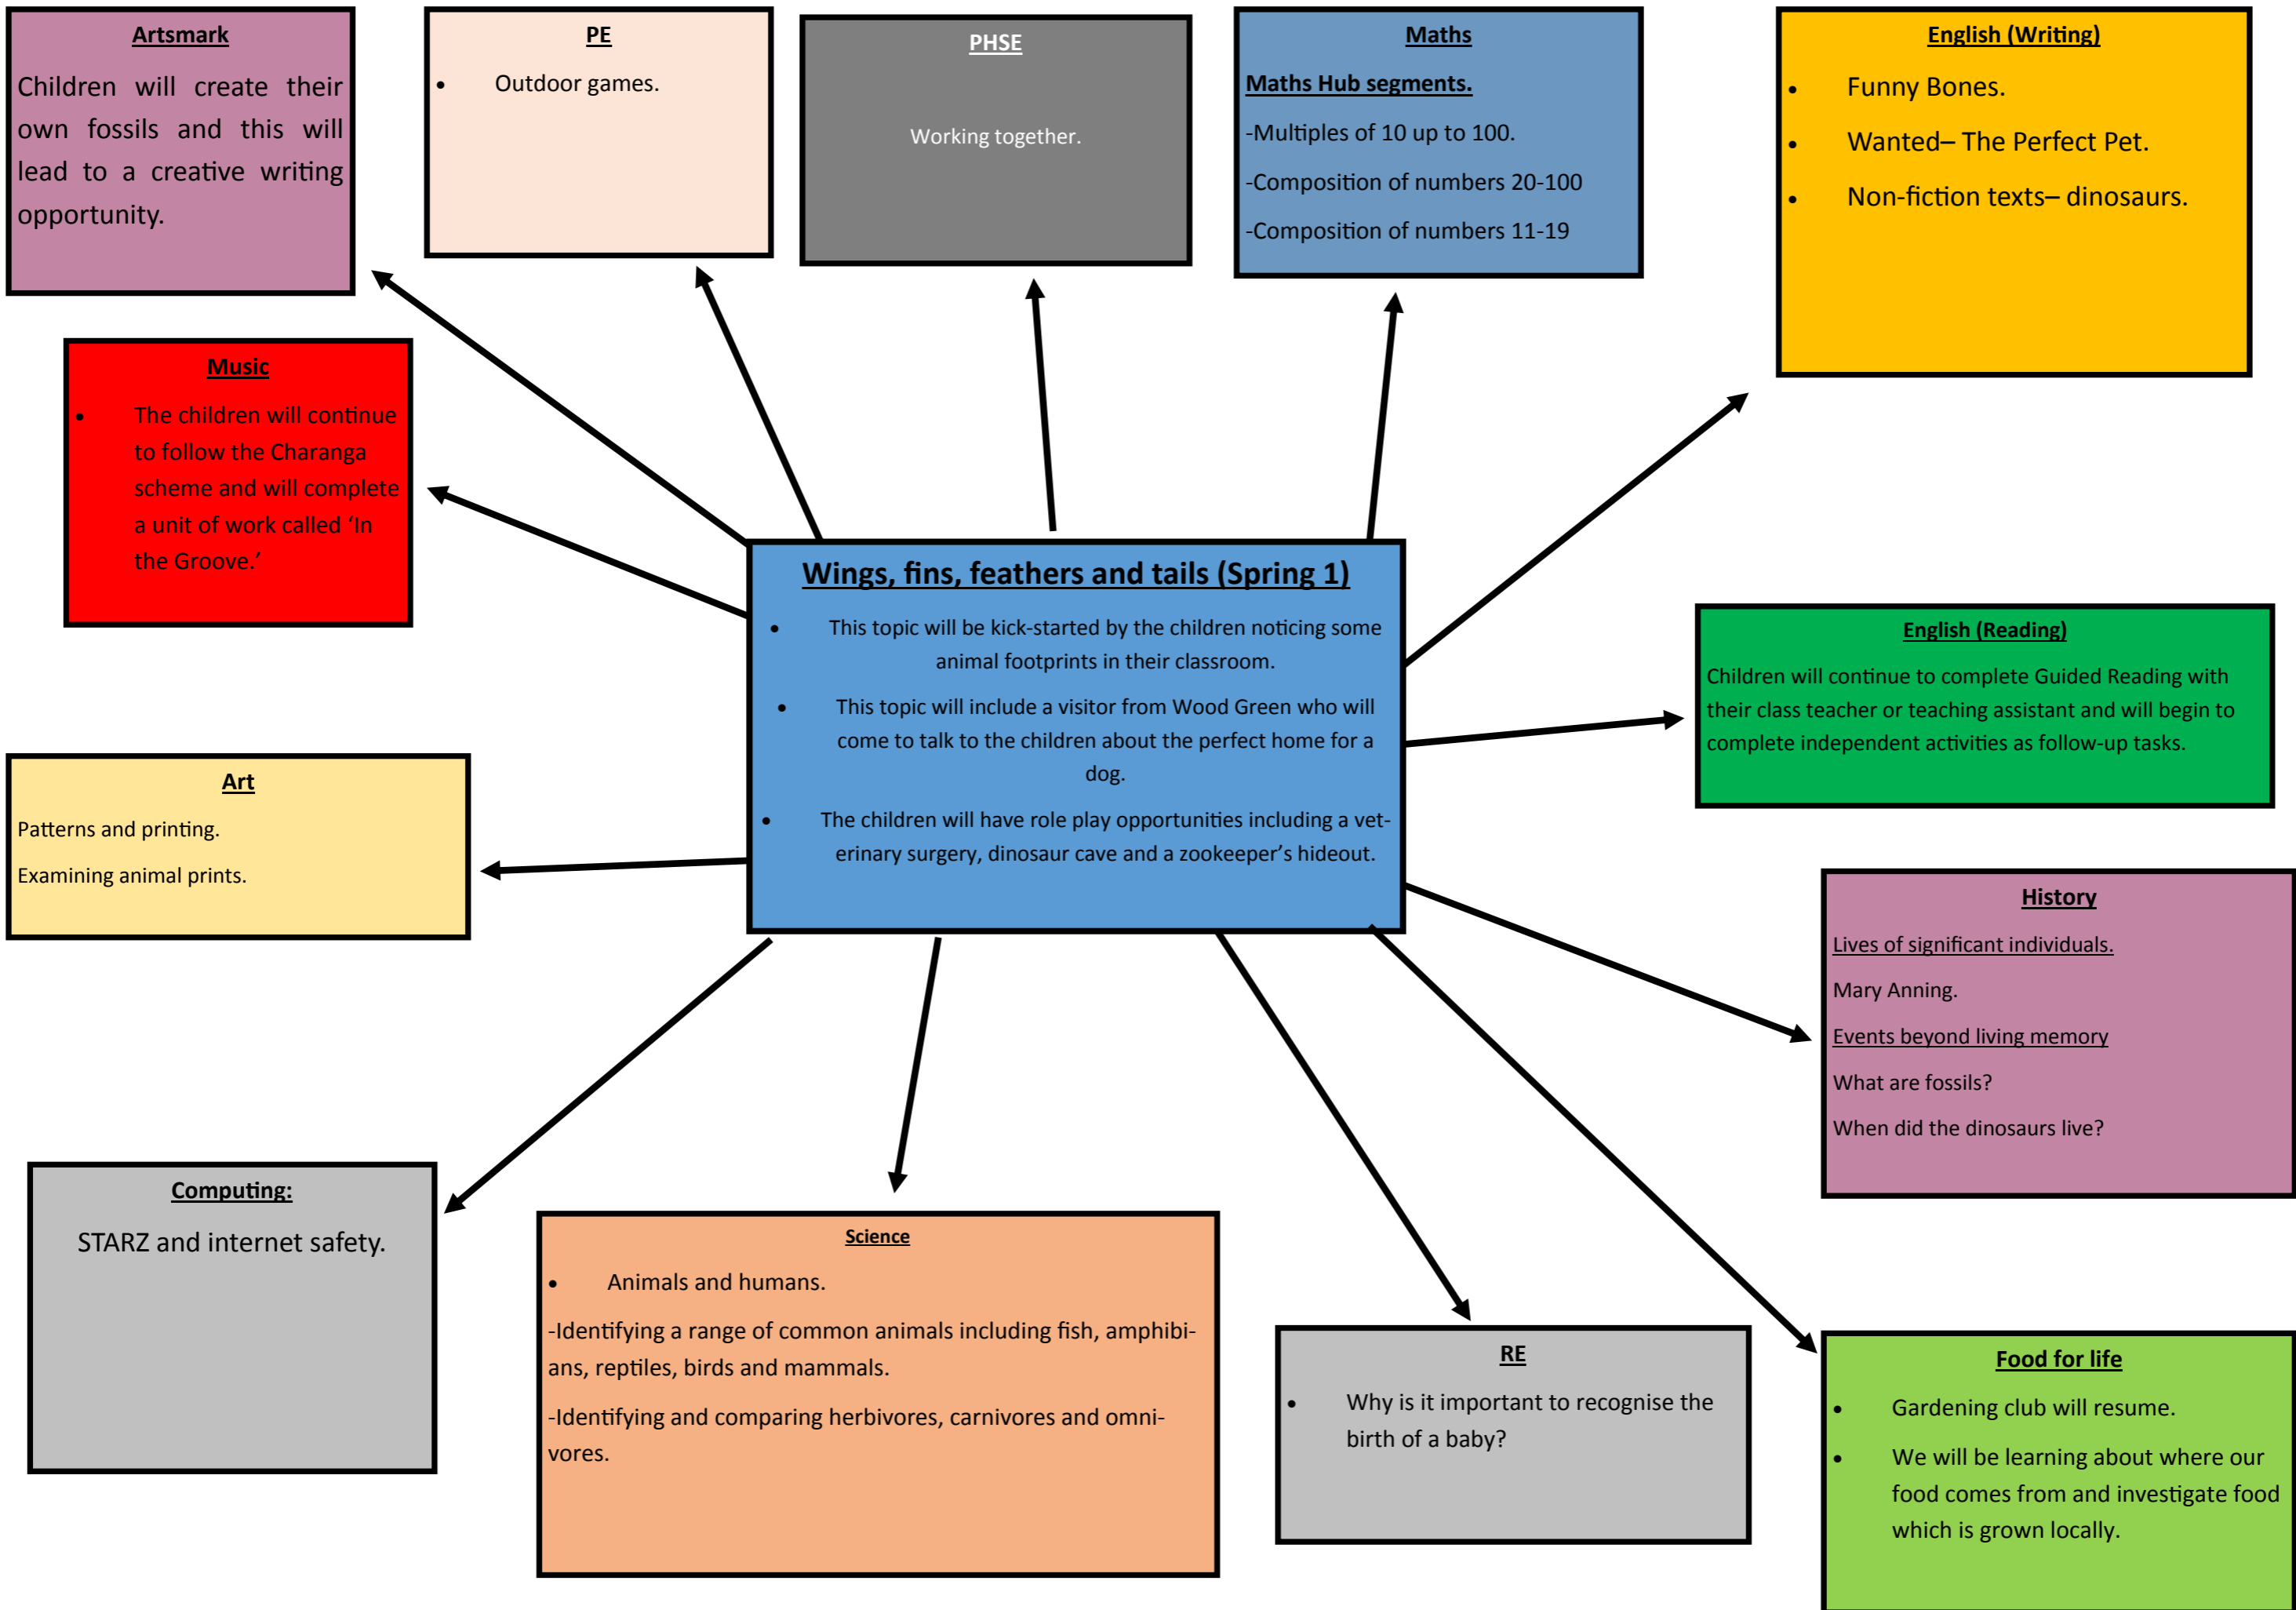 Artsmark
Children will create their
own fossils and this will
lead to a creative writing
opportunity.
PE
• Outdoor games.
PHSE
Working together.
Maths
Maths Hub segments.
-Multiples of 10 up to 100.
-Composition of numbers 20-100
-Composition of numbers 11-19
English (Writing)
• Funny Bones.
• Wanted– The Perfect Pet.
• Non-fiction texts– dinosaurs.
Music
• The children will continue
to follow the Charanga
scheme and will complete
a unit of work called ‘In
the Groove.’
Wings, fins, feathers and tails (Spring 1)
• This topic will be kick-started by the children noticing some
animal footprints in their classroom.
• This topic will include a visitor from Wood Green who will
come to talk to the children about the perfect home for a
dog.
• The children will have role play opportunities including a vet-
erinary surgery, dinosaur cave and a zookeeper’s hideout.
English (Reading)
Children will continue to complete Guided Reading with
their class teacher or teaching assistant and will begin to
complete independent activities as follow-up tasks.
Art
Patterns and printing.
Examining animal prints.
History
Lives of significant individuals.
Mary Anning.
Events beyond living memory
What are fossils?
When did the dinosaurs live?
Computing:
STARZ and internet safety.
Science
• Animals and humans.
-Identifying a range of common animals including fish, amphibi-
ans, reptiles, birds and mammals.
-Identifying and comparing herbivores, carnivores and omni-
vores.
RE
• Why is it important to recognise the
birth of a baby?
Food for life
• Gardening club will resume.
• We will be learning about where our
food comes from and investigate food
which is grown locally.